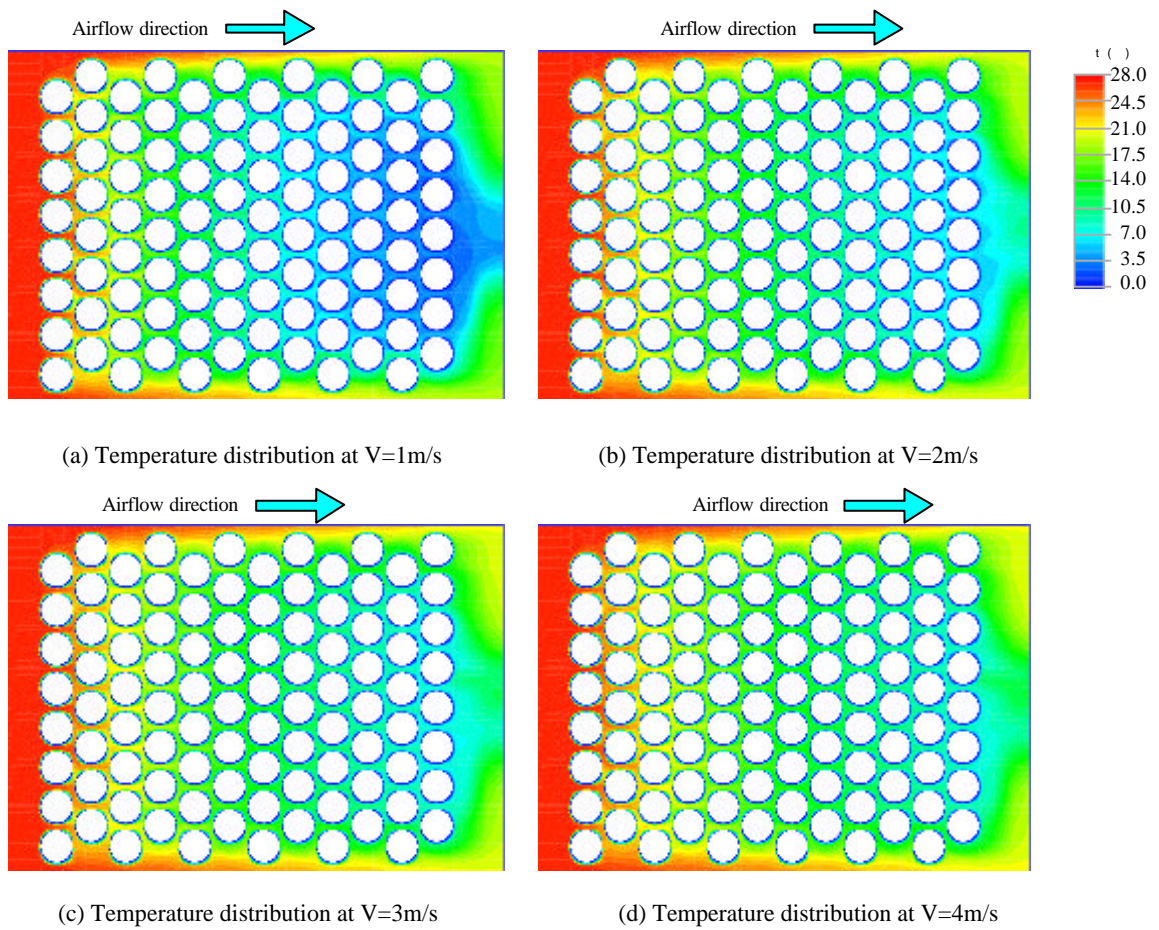 Airflow direction
Airflow direction
t ( )
28.0
24.5
21.0
17.5
14.0
10.5
7.0
3.5
0.0
(a) Temperature distribution at V=1m/s
(b) Temperature distribution at V=2m/s
Airflow direction
Airflow direction
(c) Temperature distribution at V=3m/s
(d) Temperature distribution at V=4m/s